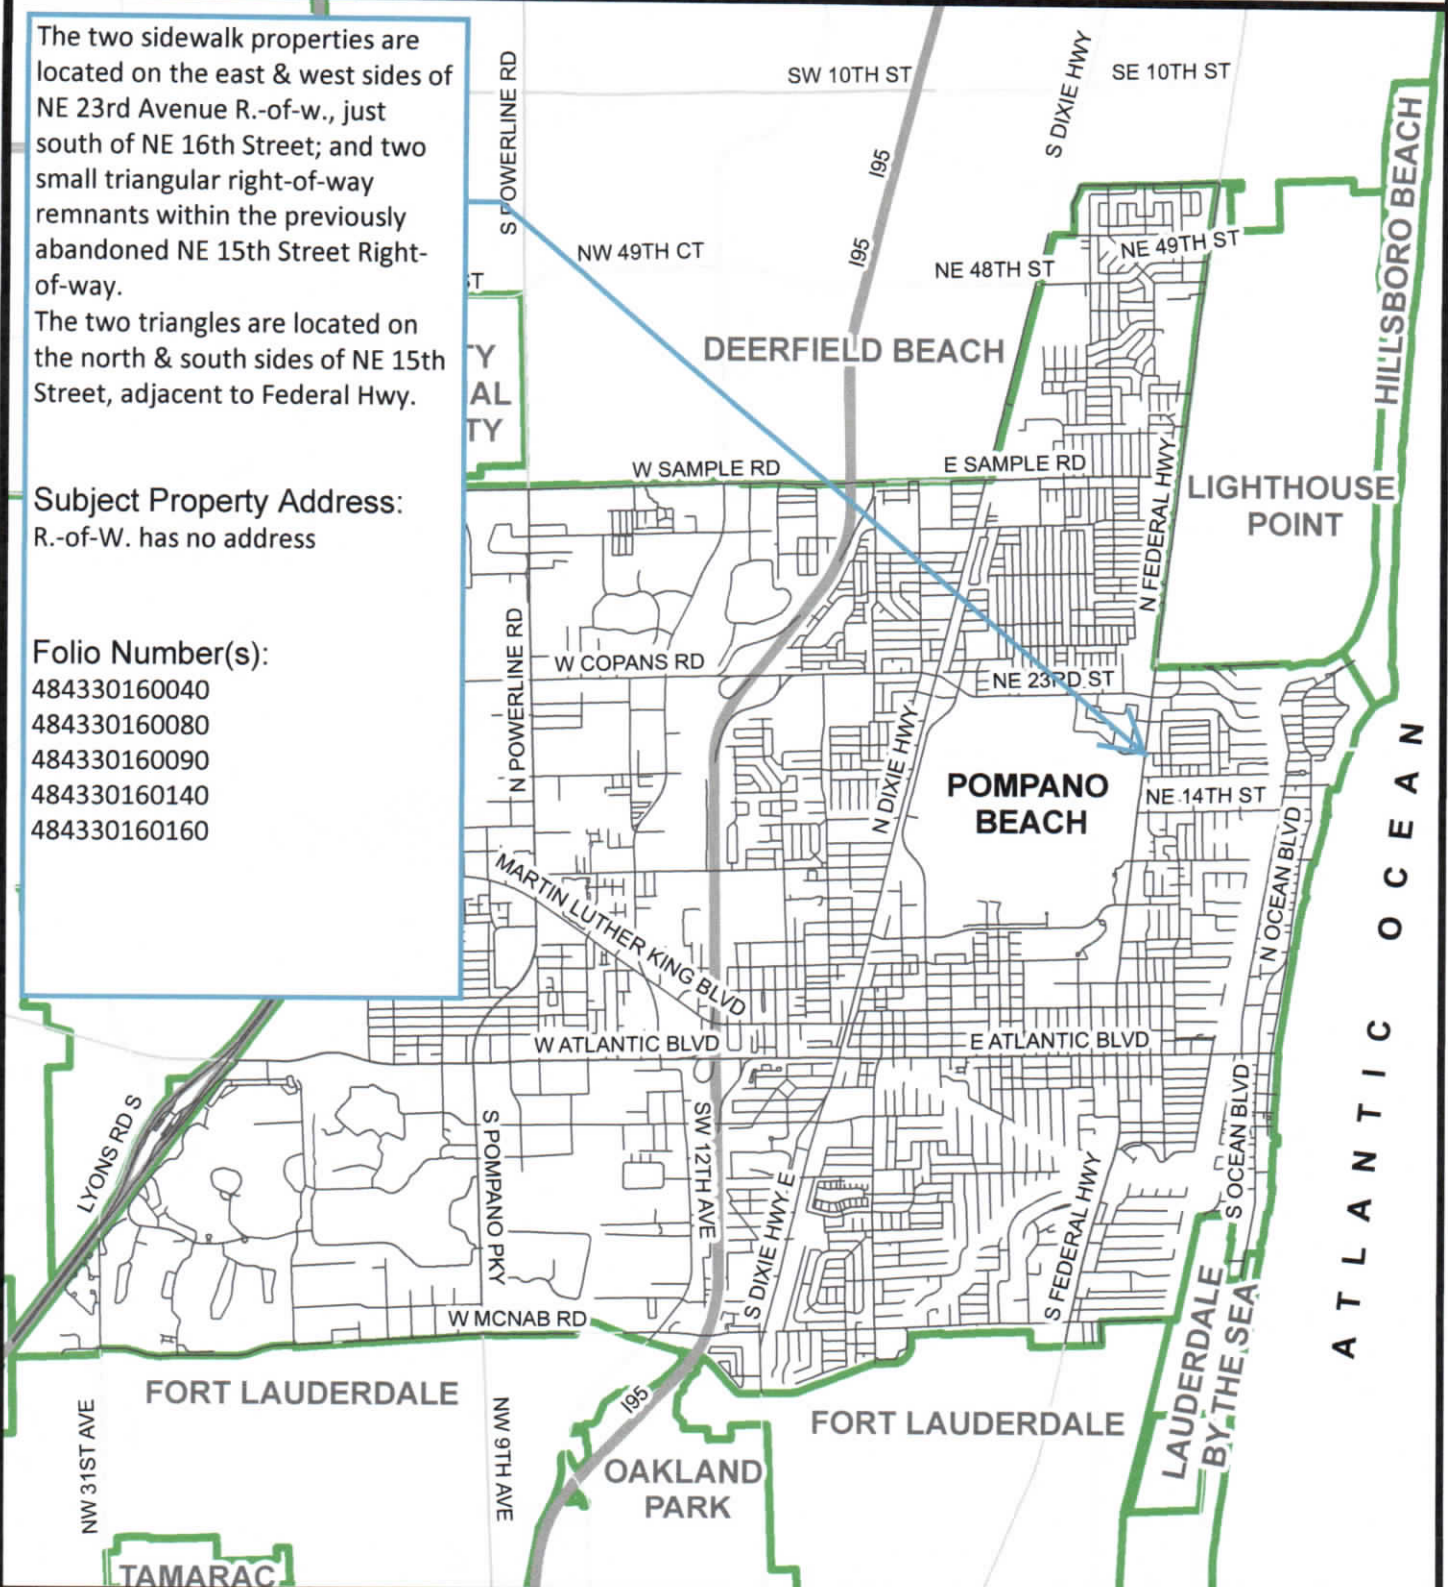 The two sidewalk properties are
located on the east & west sides of
NE 23rd Avenue R.-of-w., just
south of NE 16th Street; and two
small triangular right-of-way
remnants within the previously
abandoned NE 15th Street Right-
of-way.
The two triangles are located on
the north & south sides of NE 15th
Street, adjacent to Federal Hwy.
Subject Property Address:
R.-of-W. has no address
Folio Number(s):
484330160040
484330160080
484330160090
484330160140
484330160160
S POWERLINE RD
SW 10TH ST
S DIXIE HWY
SE 10TH ST
I95
I95
HILLSBORO BEACH
NW 49TH CT
NE 48TH ST
NE 49TH ST
ST
DEERFIELD BEACH
TY
AL
TY
W SAMPLE RD
E SAMPLE RD
N FEDERAL HWY
LIGHTHOUSE
POINT
N POWERLINE RD
W COPANS RD
NE 23RD ST
N DIXIE HWY
POMPANO
BEACH
NE 14TH ST
N OCEAN BLVD
ATLANTIC OCEAN
MARTIN LUTHER KING BLVD
W ATLANTIC BLVD
E ATLANTIC BLVD
LYONS RD S
S POMPANO PKY
SW 12TH AVE
S DIXIE HWY E
S FEDERAL HWY
S OCEAN BLVD
W MCNAB RD
FORT LAUDERDALE
LAUDERDALE
BY THE SEA
NW 31ST AVE
NW 9TH AVE
I95
FORT LAUDERDALE
OAKLAND
PARK
TAMARAC